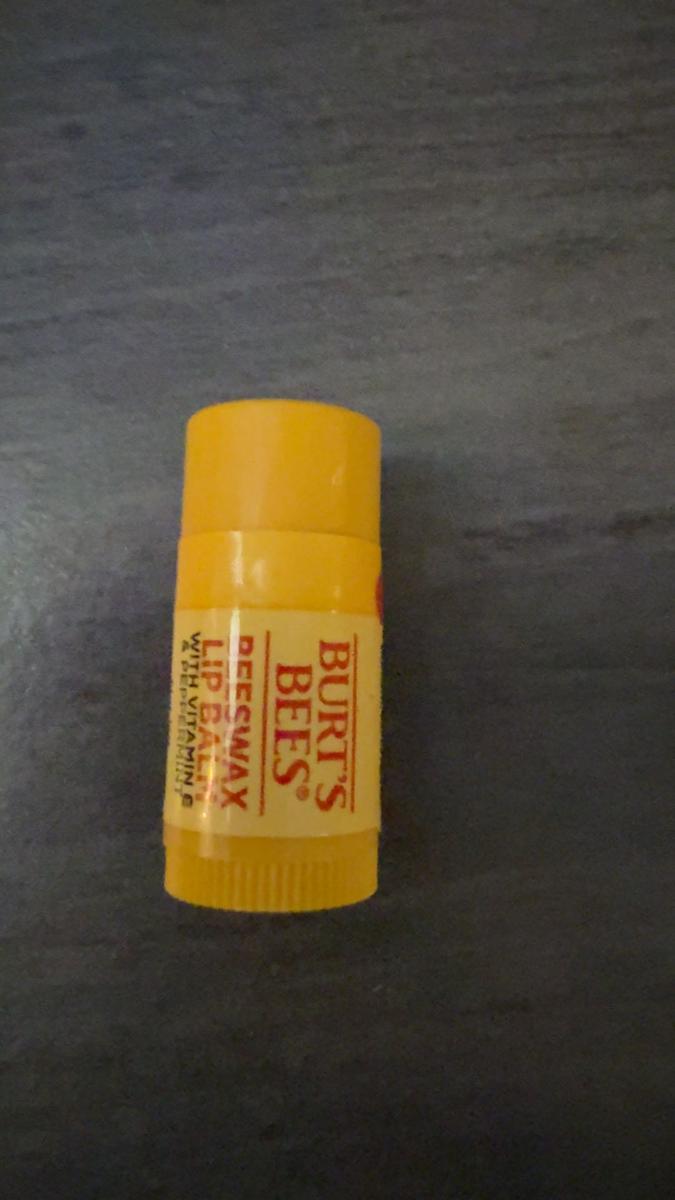 BURT'S
BEES®
BEESWAX
LIP BALM
WITH VITAMIN E
& PEPPERMINT